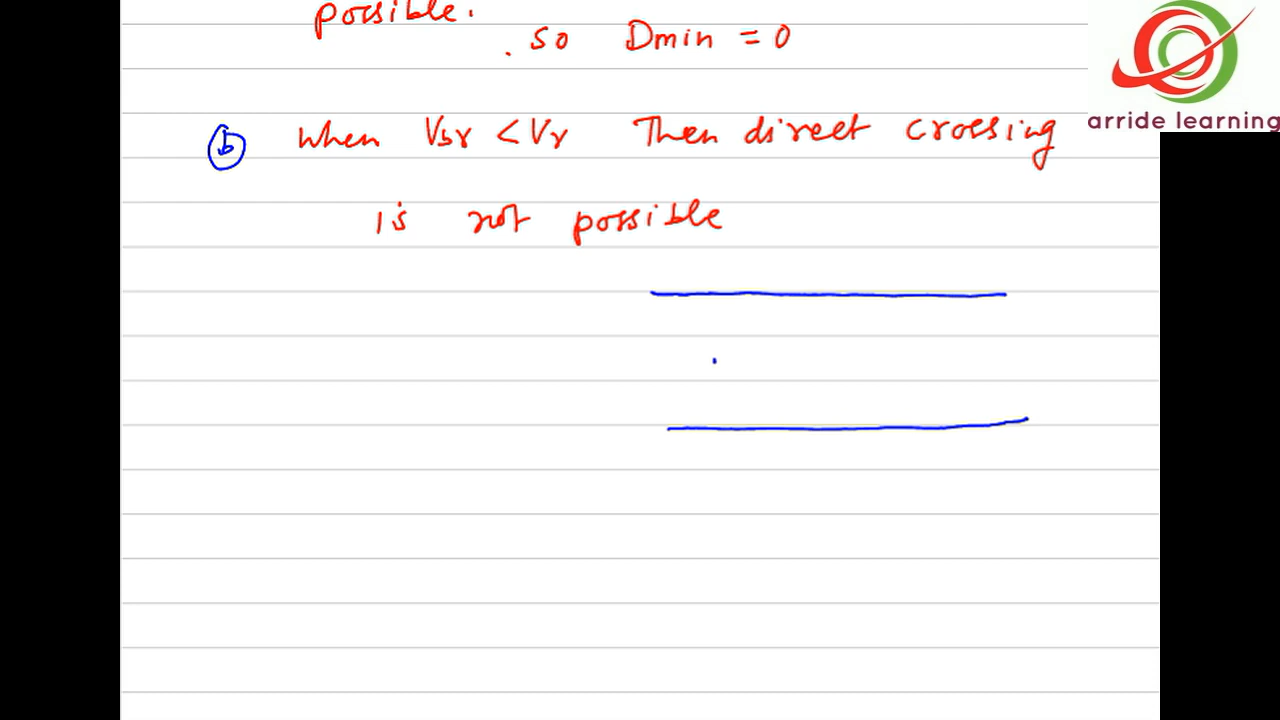 possible.
. so Dmin = 0
arride learning
(b) when Vbr < Vr Then direct crossing
is not possible